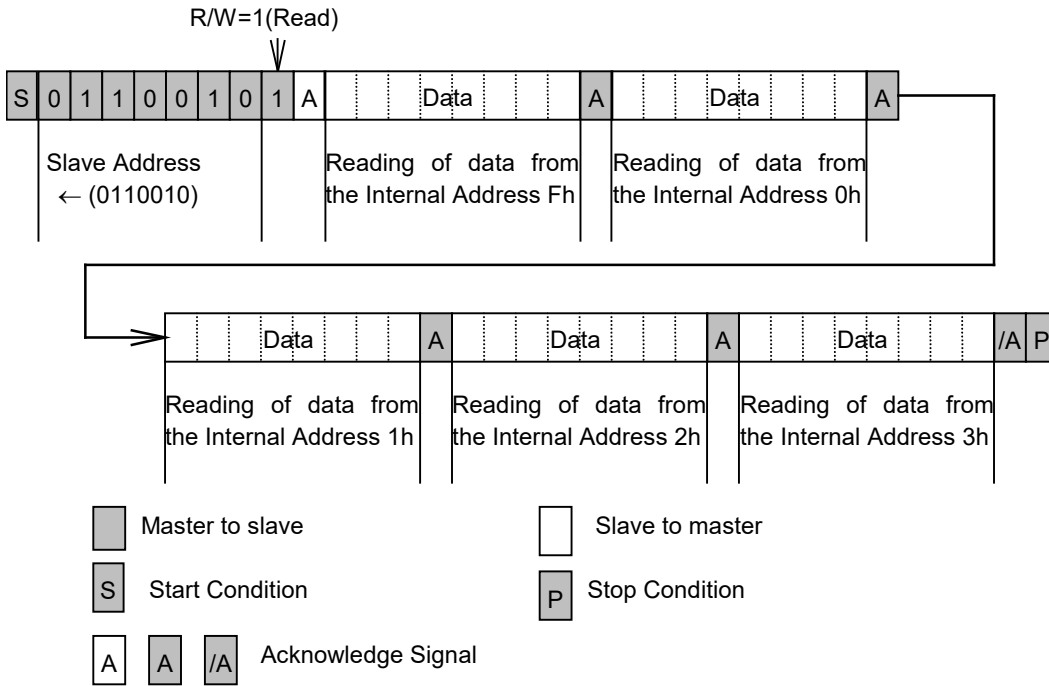 R/W=1(Read)
S 0 1 1 0 0 1 0 1 A Data A Data A
Slave Address
← (0110010)
Reading of data from
the Internal Address Fh
Reading of data from
the Internal Address 0h
Data A Data A Data /A P
Reading of data from
the Internal Address 1h
Reading of data from
the Internal Address 2h
Reading of data from
the Internal Address 3h
Master to slave
Slave to master
S Start Condition
P Stop Condition
A A /A Acknowledge Signal